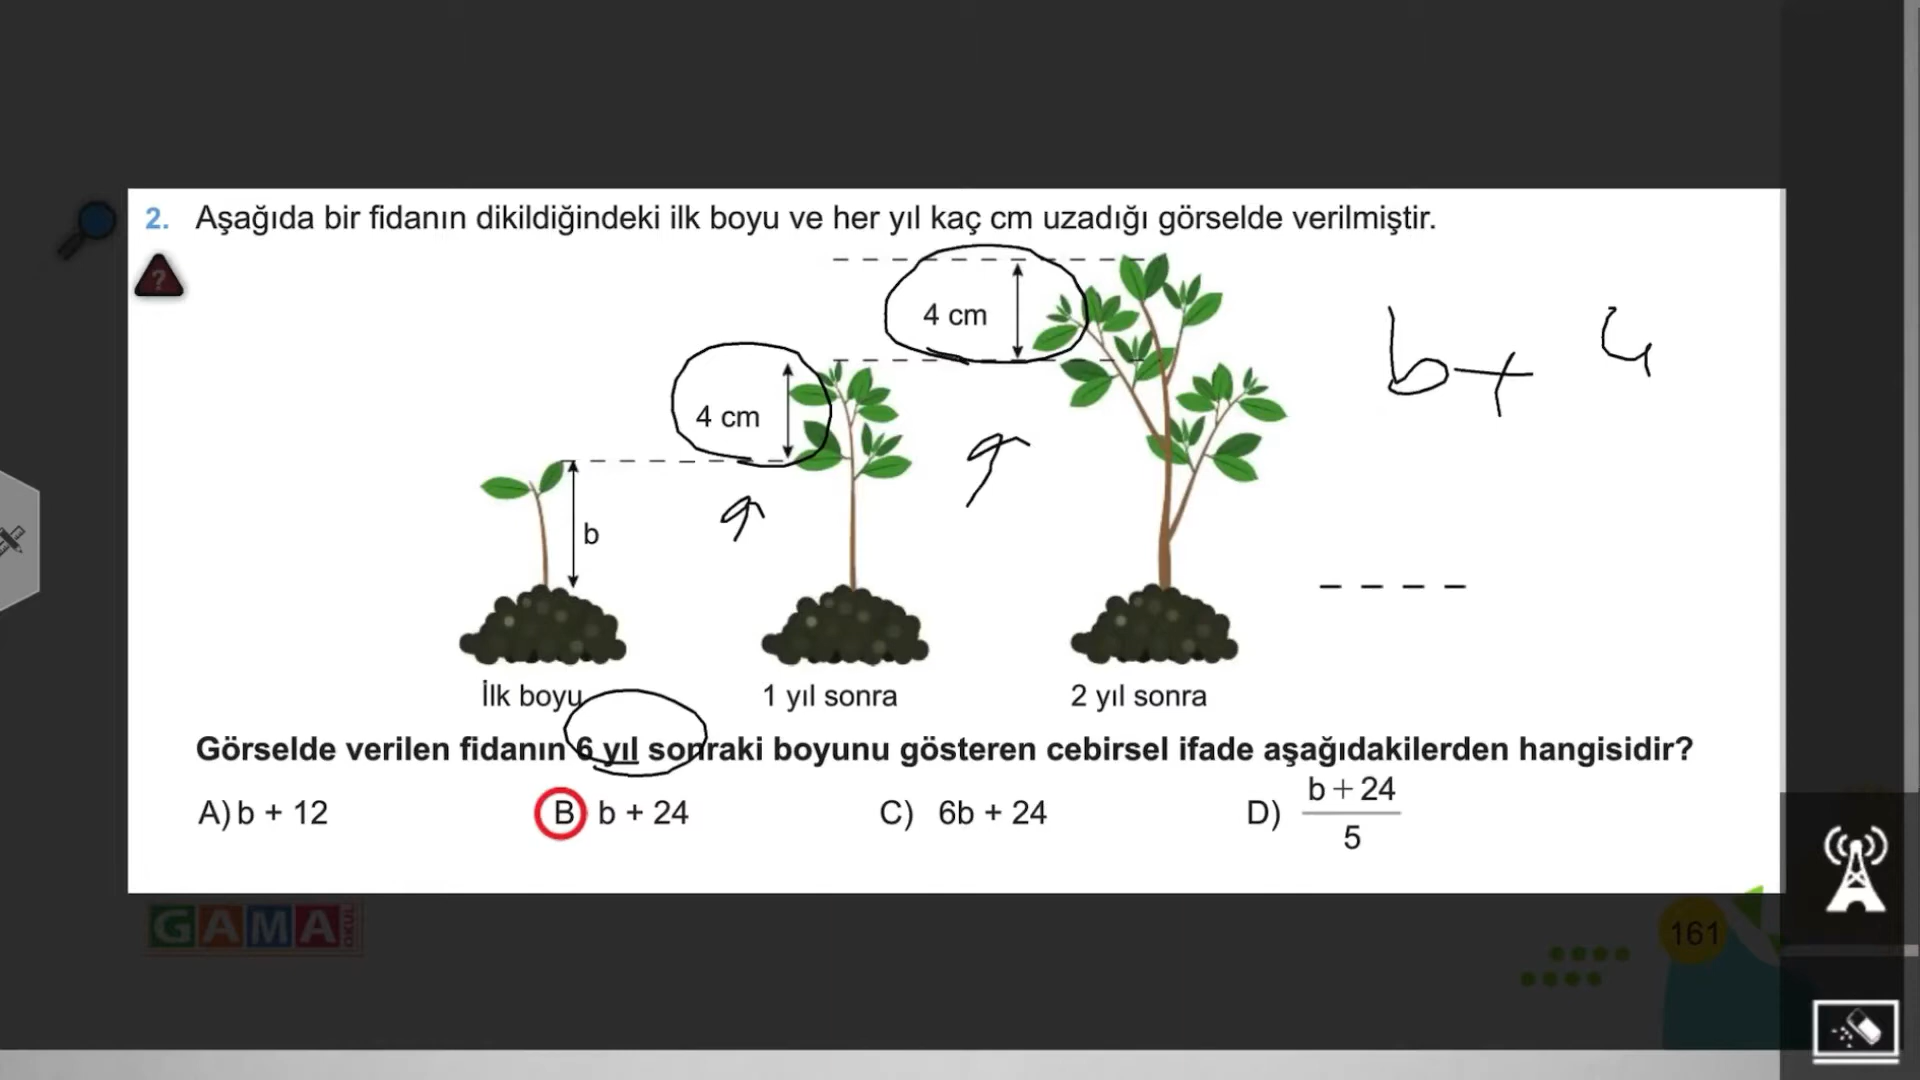 2. Aşağıda bir fidanın dikildiğindeki ilk boyu ve her yıl kaç cm uzadığı görselde verilmiştir.
?
4 cm
4 cm
b + 4
b
İlk boyu 1 yıl sonra 2 yıl sonra
Görselde verilen fidanın 6 yıl sonraki boyunu gösteren cebirsel ifade aşağıdakilerden hangisidir?
A) b + 12 B b + 24 C) 6b + 24 D) b + 24
5
GAMA OKUL
161